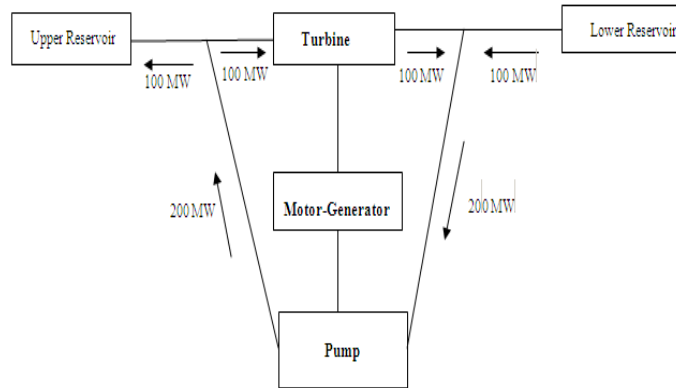 Upper Reservoir
Turbine
Lower Reservoir
100 MW
100 MW
100 MW
100 MW
200 MW
Motor-Generator
200 MW
Pump